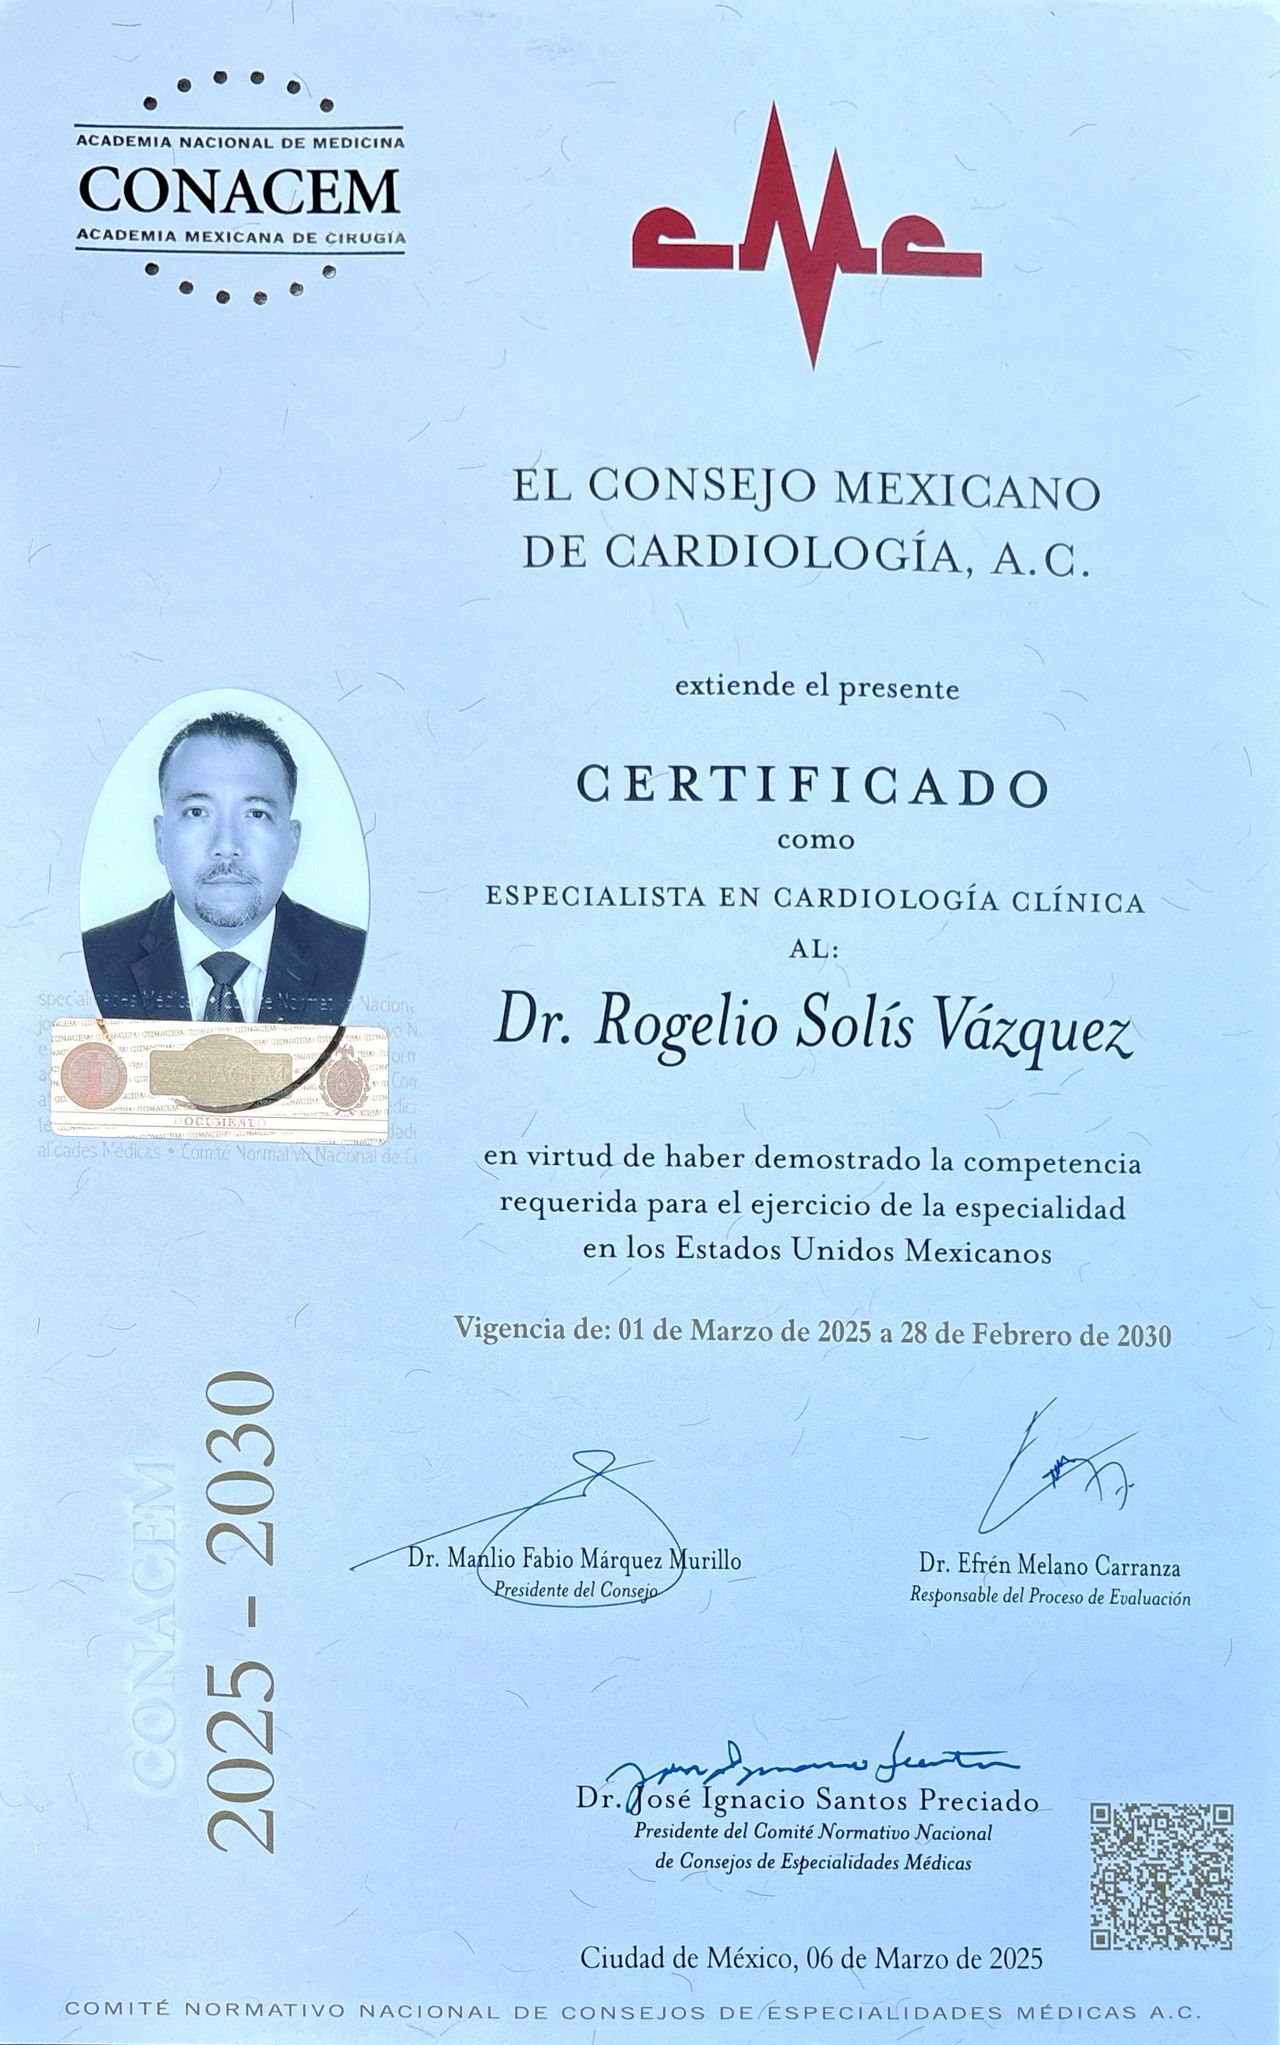 ACADEMIA NACIONAL DE MEDICINA
CONACEM
ACADEMIA MEXICANA DE CIRUGÍA
CMC
EL CONSEJO MEXICANO
DE CARDIOLOGÍA, A.C.
extiende el presente
CERTIFICADO
como
ESPECIALISTA EN CARDIOLOGÍA CLÍNICA
AL:
Dr. Rogelio Solís Vázquez
CONACEM
DOCUMENTO
en virtud de haber demostrado la competencia
requerida para el ejercicio de la especialidad
en los Estados Unidos Mexicanos
Vigencia de: 01 de Marzo de 2025 a 28 de Febrero de 2030
CONACEM
2025 - 2030
Dr. Manlio Fabio Márquez Murillo
Presidente del Consejo
Dr. Efrén Melano Carranza
Responsable del Proceso de Evaluación
Dr. José Ignacio Santos Preciado
Presidente del Comité Normativo Nacional
de Consejos de Especialidades Médicas
Ciudad de México, 06 de Marzo de 2025
COMITÉ NORMATIVO NACIONAL DE CONSEJOS DE ESPECIALIDADES MÉDICAS A.C.